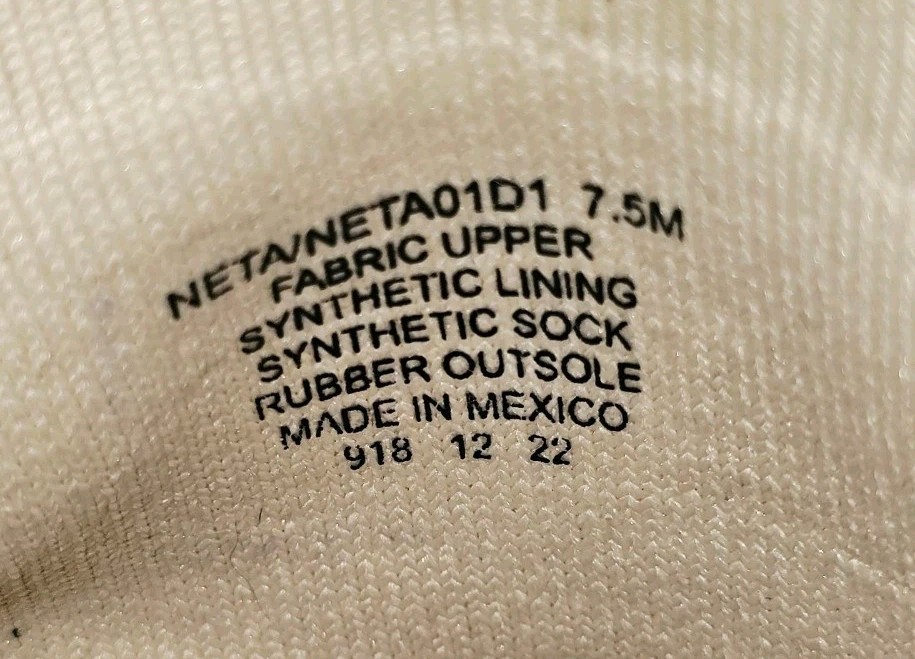 NETA/NETA01D1 7.5M
FABRIC UPPER
SYNTHETIC LINING
SYNTHETIC SOCK
RUBBER OUTSOLE
MADE IN MEXICO
918 12 22